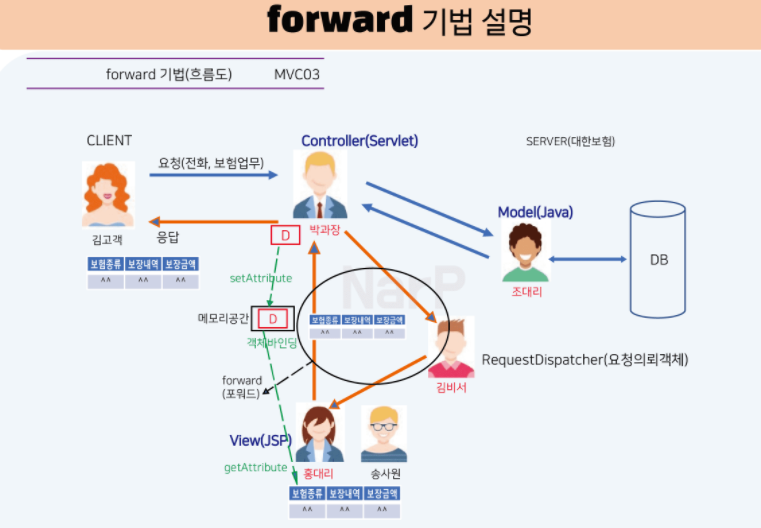 forward 기법 설명
forward 기법(흐름도) MVC03
CLIENT
Controller(Servlet)
SERVER(대한보험)
요청(전화, 보험업무)
Model(Java)
김고객
응답
D
박과장
DB
보험종류 보장내역 보장금액
^^ ^^ ^^
setAttribute
조대리
NarP
메모리공간
D
보험종류 보장내역 보장금액
^^ ^^ ^^
객체바인딩
RequestDispatcher(요청의뢰객체)
forward
(포워드)
김비서
View(JSP)
getAttribute
홍대리
송사원
보험종류 보장내역 보장금액
^^ ^^ ^^